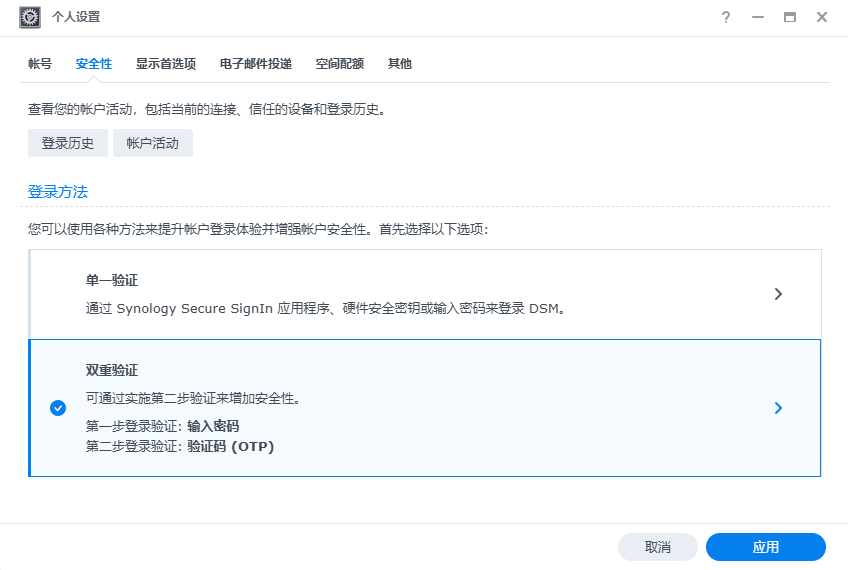 个人设置
?
帐号 安全性 显示首选项 电子邮件投递 空间配额 其他
查看您的帐户活动，包括当前的连接、信任的设备和登录历史。
登录历史 帐户活动
登录方法
您可以使用各种方法来提升帐户登录体验并增强帐户安全性。首先选择以下选项：
单一验证
通过 Synology Secure SignIn 应用程序、硬件安全密钥或输入密码来登录 DSM。
双重验证
可通过实施第二步验证来增加安全性。
第一步登录验证：输入密码
第二步登录验证：验证码 (OTP)
取消 应用